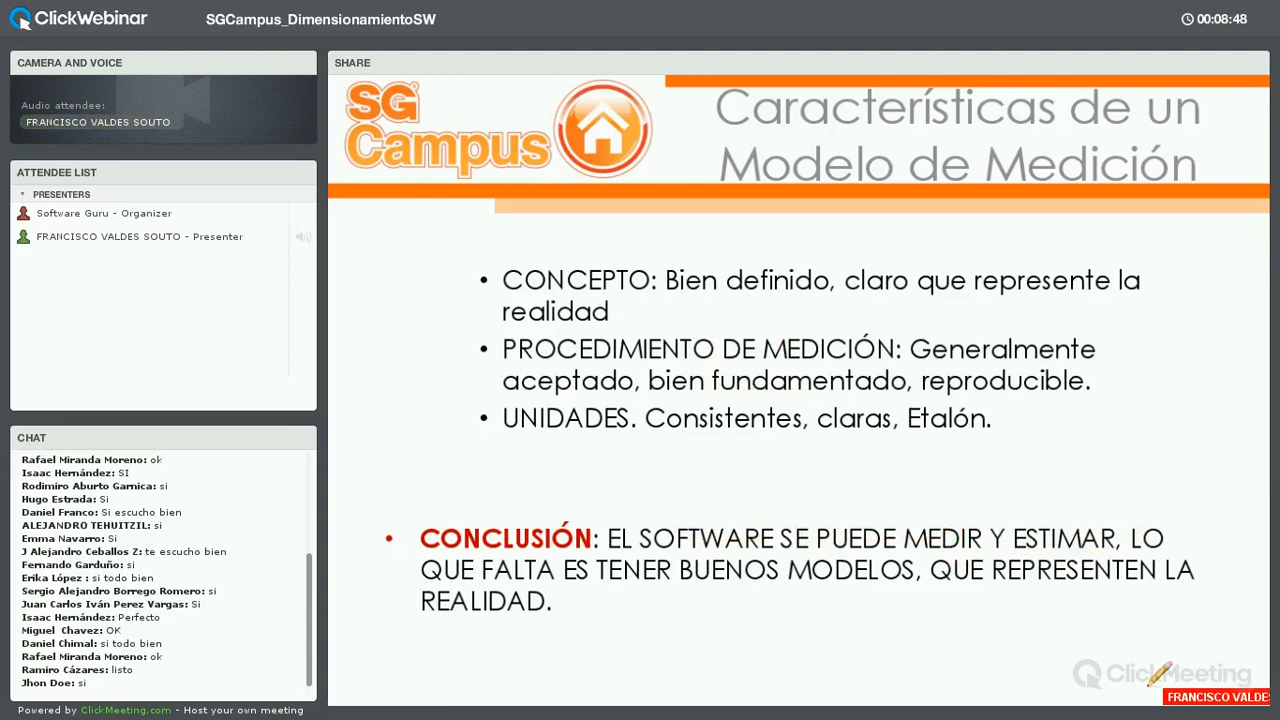 ClickWebinar
SGCampus_DimensionamientoSW
00:08:48
CAMERA AND VOICE
Audio attendee:
FRANCISCO VALDES SOUTO
ATTENDEE LIST
PRESENTERS
Software Guru - Organizer
FRANCISCO VALDES SOUTO - Presenter
CHAT
Rafael Miranda Moreno: ok
Isaac Hernández: SI
Rodimiro Aburto Garnica: si
Hugo Estrada: Si
Daniel Franco: Si escucho bien
ALEJANDRO TEHUITZIL: si
Emma Navarro: Si
J Alejandro Ceballos Z: te escucho bien
Fernando Garduño: si
Erika López : si todo bien
Sergio Alejandro Borrego Romero: si
Juan Carlos Iván Perez Vargas: Si
Isaac Hernández: Perfecto
Miguel  Chavez: OK
Daniel Chimal: si todo bien
Rafael Miranda Moreno: ok
Ramiro Cázares: listo
Jhon Doe: si
Powered by ClickMeeting.com - Host your own meeting
SHARE
SG
Campus
Características de un
Modelo de Medición
• CONCEPTO: Bien definido, claro que represente la
realidad
• PROCEDIMIENTO DE MEDICIÓN: Generalmente
aceptado, bien fundamentado, reproducible.
• UNIDADES. Consistentes, claras, Etalón.
• CONCLUSIÓN: EL SOFTWARE SE PUEDE MEDIR Y ESTIMAR, LO
QUE FALTA ES TENER BUENOS MODELOS, QUE REPRESENTEN LA
REALIDAD.
ClickMeeting
FRANCISCO VALDES